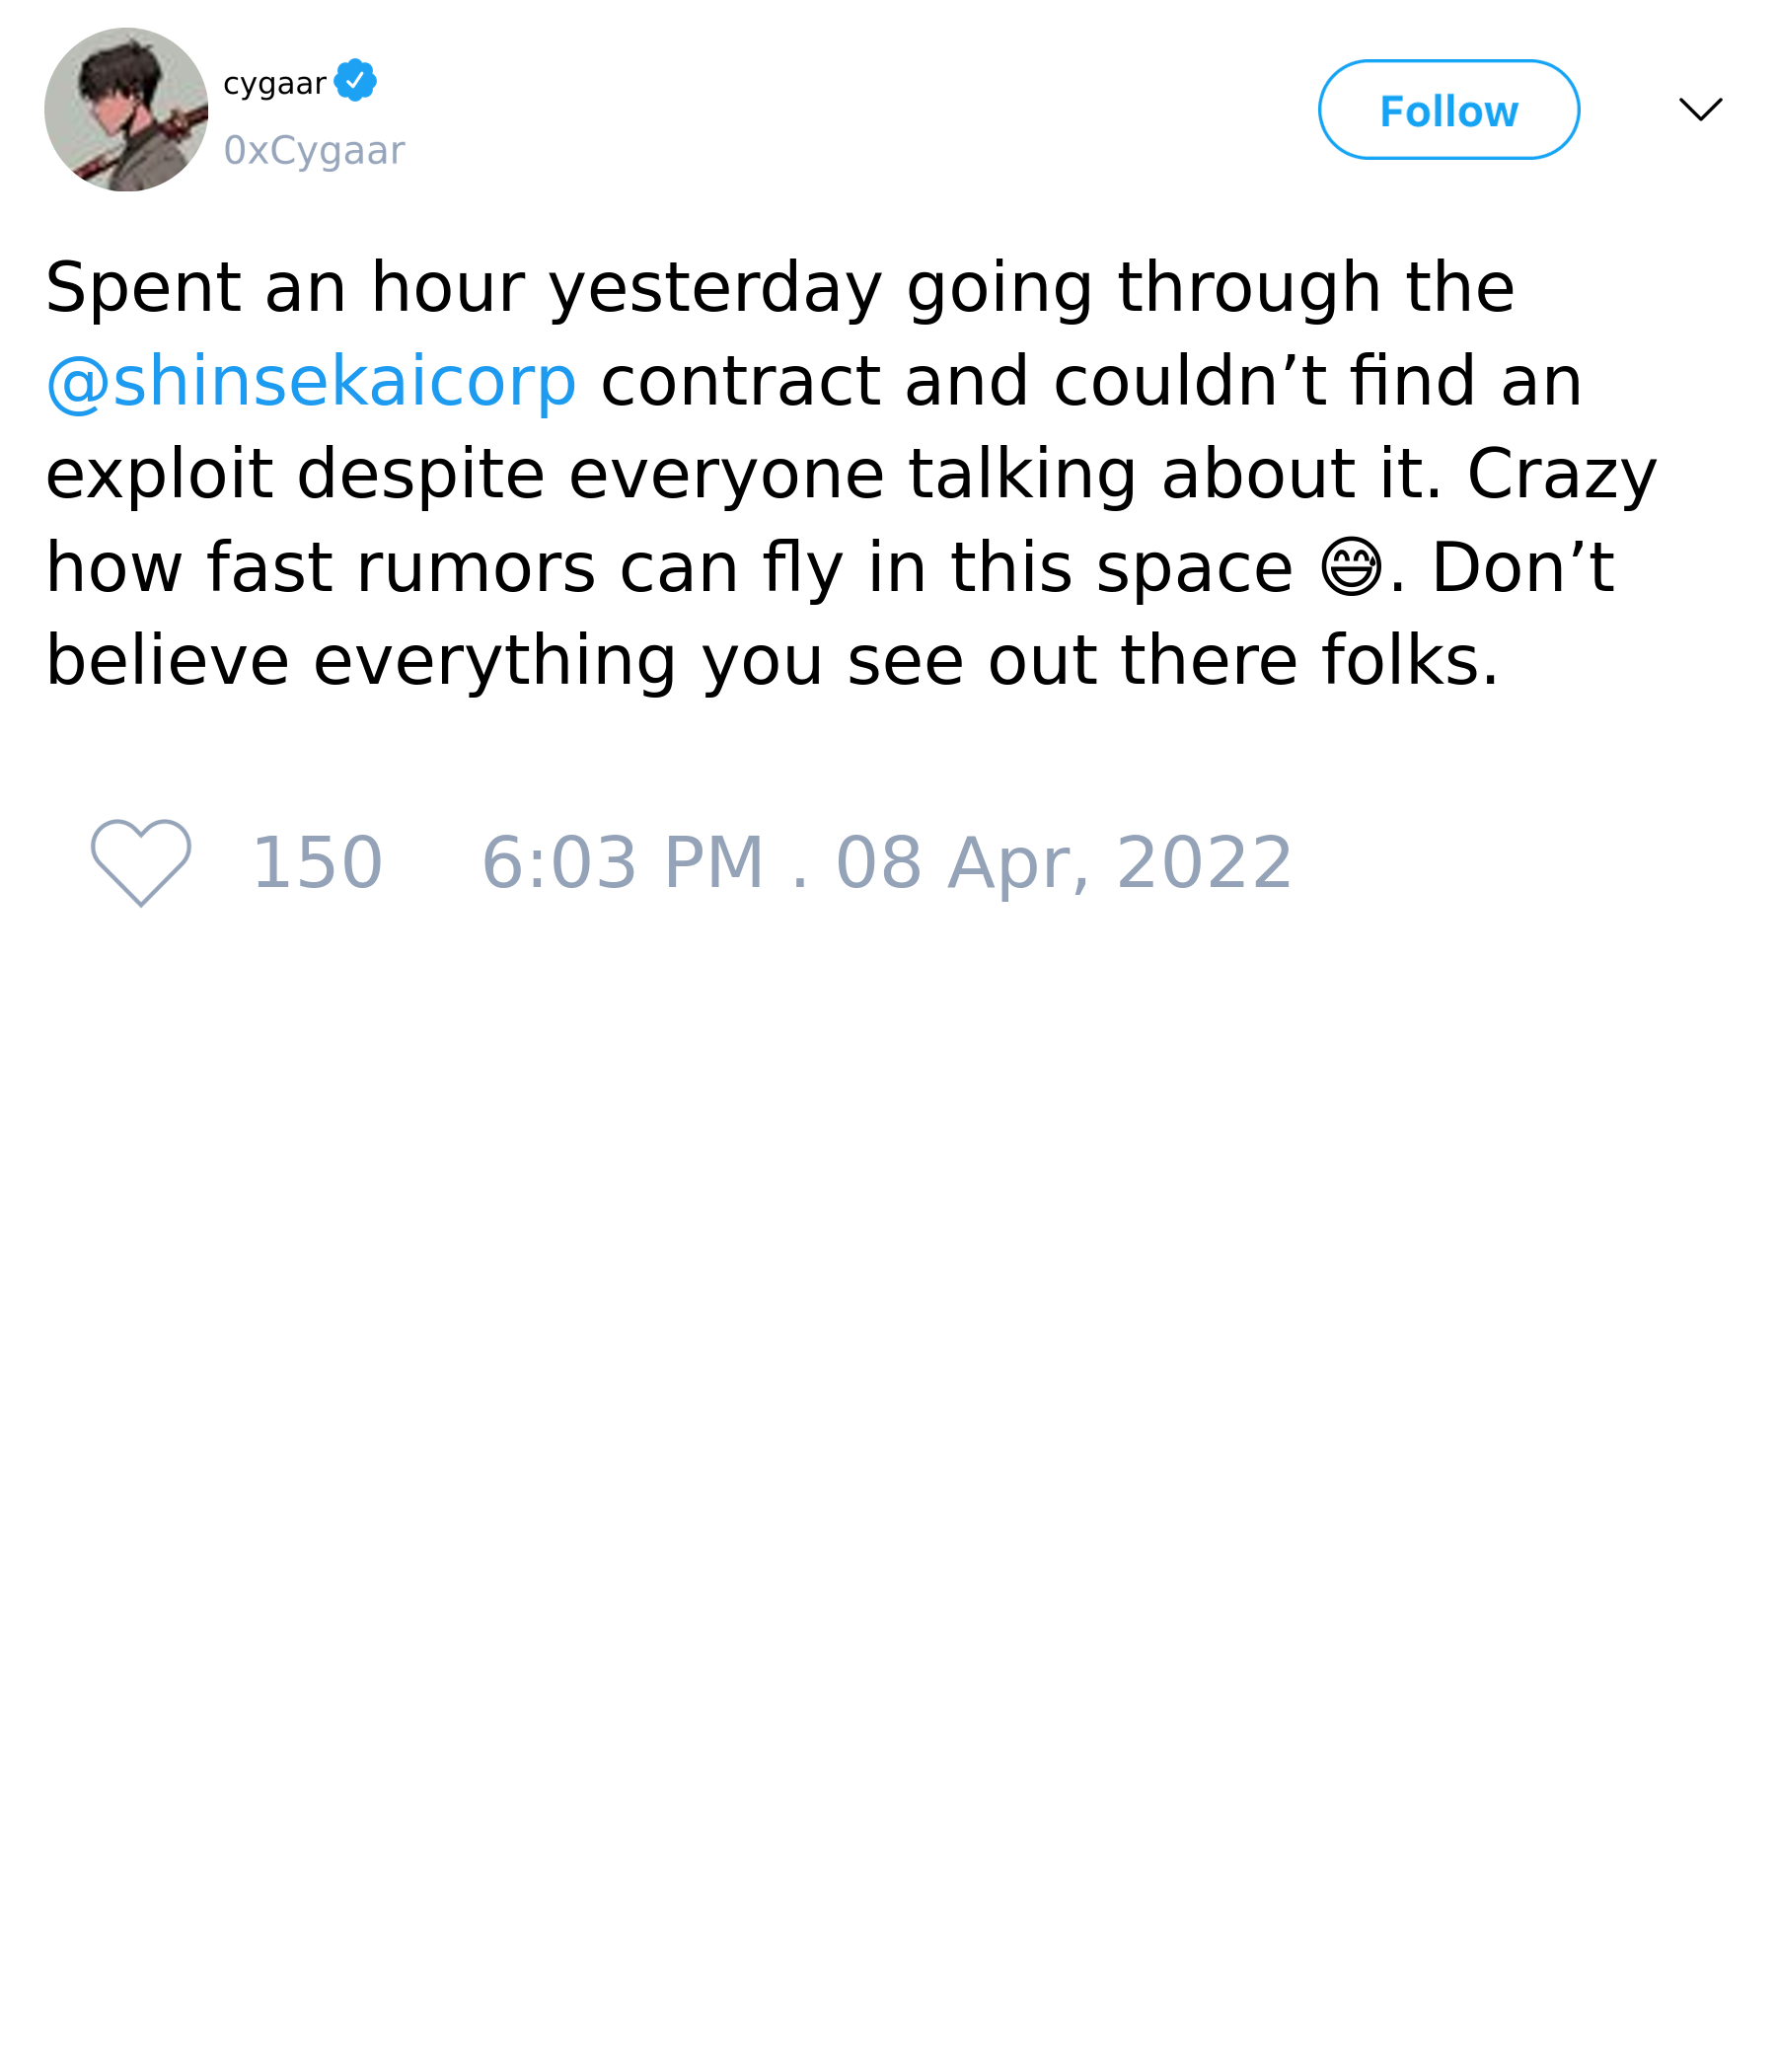 cygaar
0xCygaar
Follow
Spent an hour yesterday going through the
@shinsekaicorp contract and couldn’t find an
exploit despite everyone talking about it. Crazy
how fast rumors can fly in this space 😅. Don’t
believe everything you see out there folks.
150 6:03 PM . 08 Apr, 2022